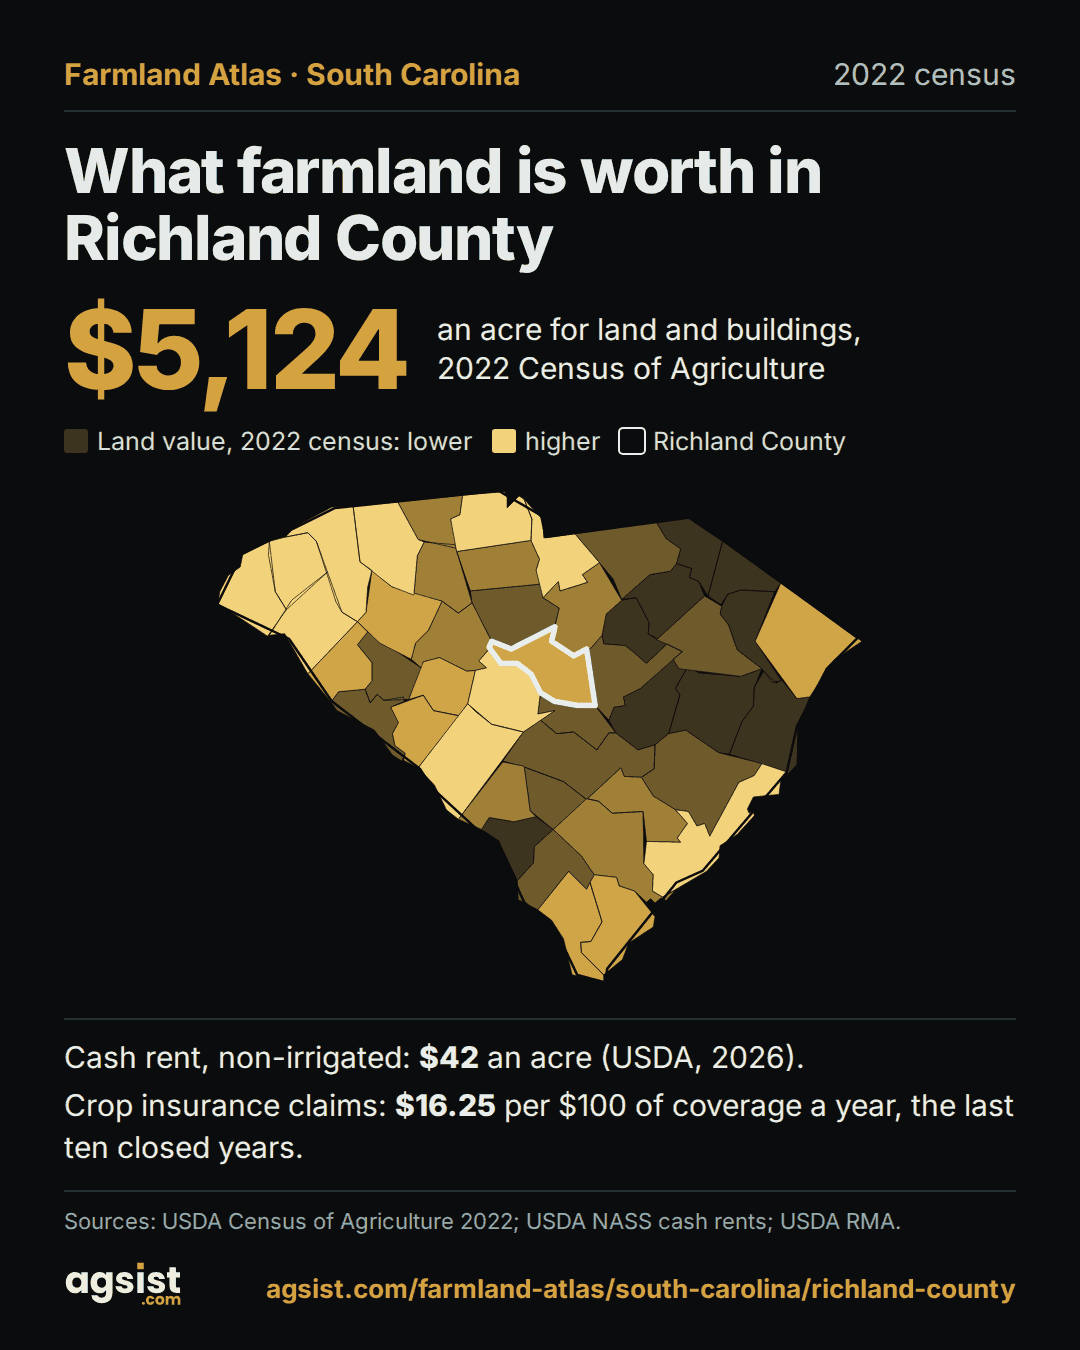 Farmland Atlas · South Carolina
2022 census
What farmland is worth in
Richland County
$5,124
an acre for land and buildings,
2022 Census of Agriculture
Land value, 2022 census: lower
higher
Richland County
Cash rent, non-irrigated: $42 an acre (USDA, 2026).
Crop insurance claims: $16.25 per $100 of coverage a year, the last
ten closed years.
Sources: USDA Census of Agriculture 2022; USDA NASS cash rents; USDA RMA.
agsist
.com
agsist.com/farmland-atlas/south-carolina/richland-county